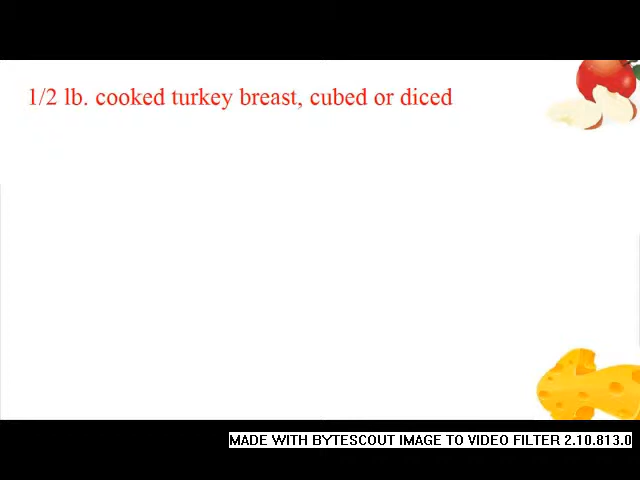 1/2 lb. cooked turkey breast, cubed or diced
MADE WITH BYTESCOUT IMAGE TO VIDEO FILTER 2.10.813.0